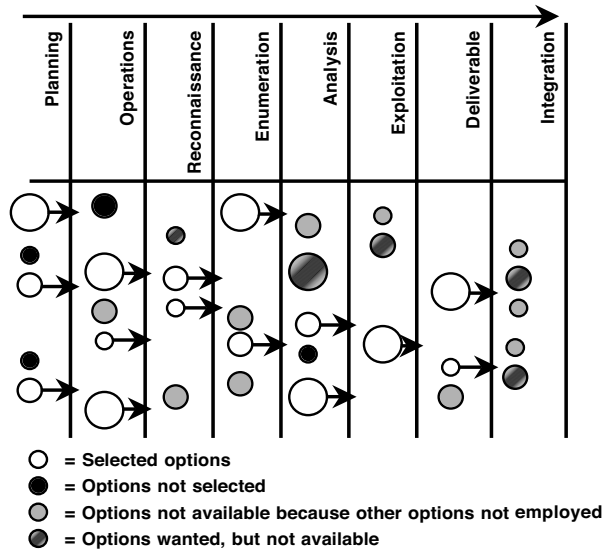 Planning
Operations
Reconnaissance
Enumeration
Analysis
Exploitation
Deliverable
Integration
= Selected options
= Options not selected
= Options not available because other options not employed
= Options wanted, but not available